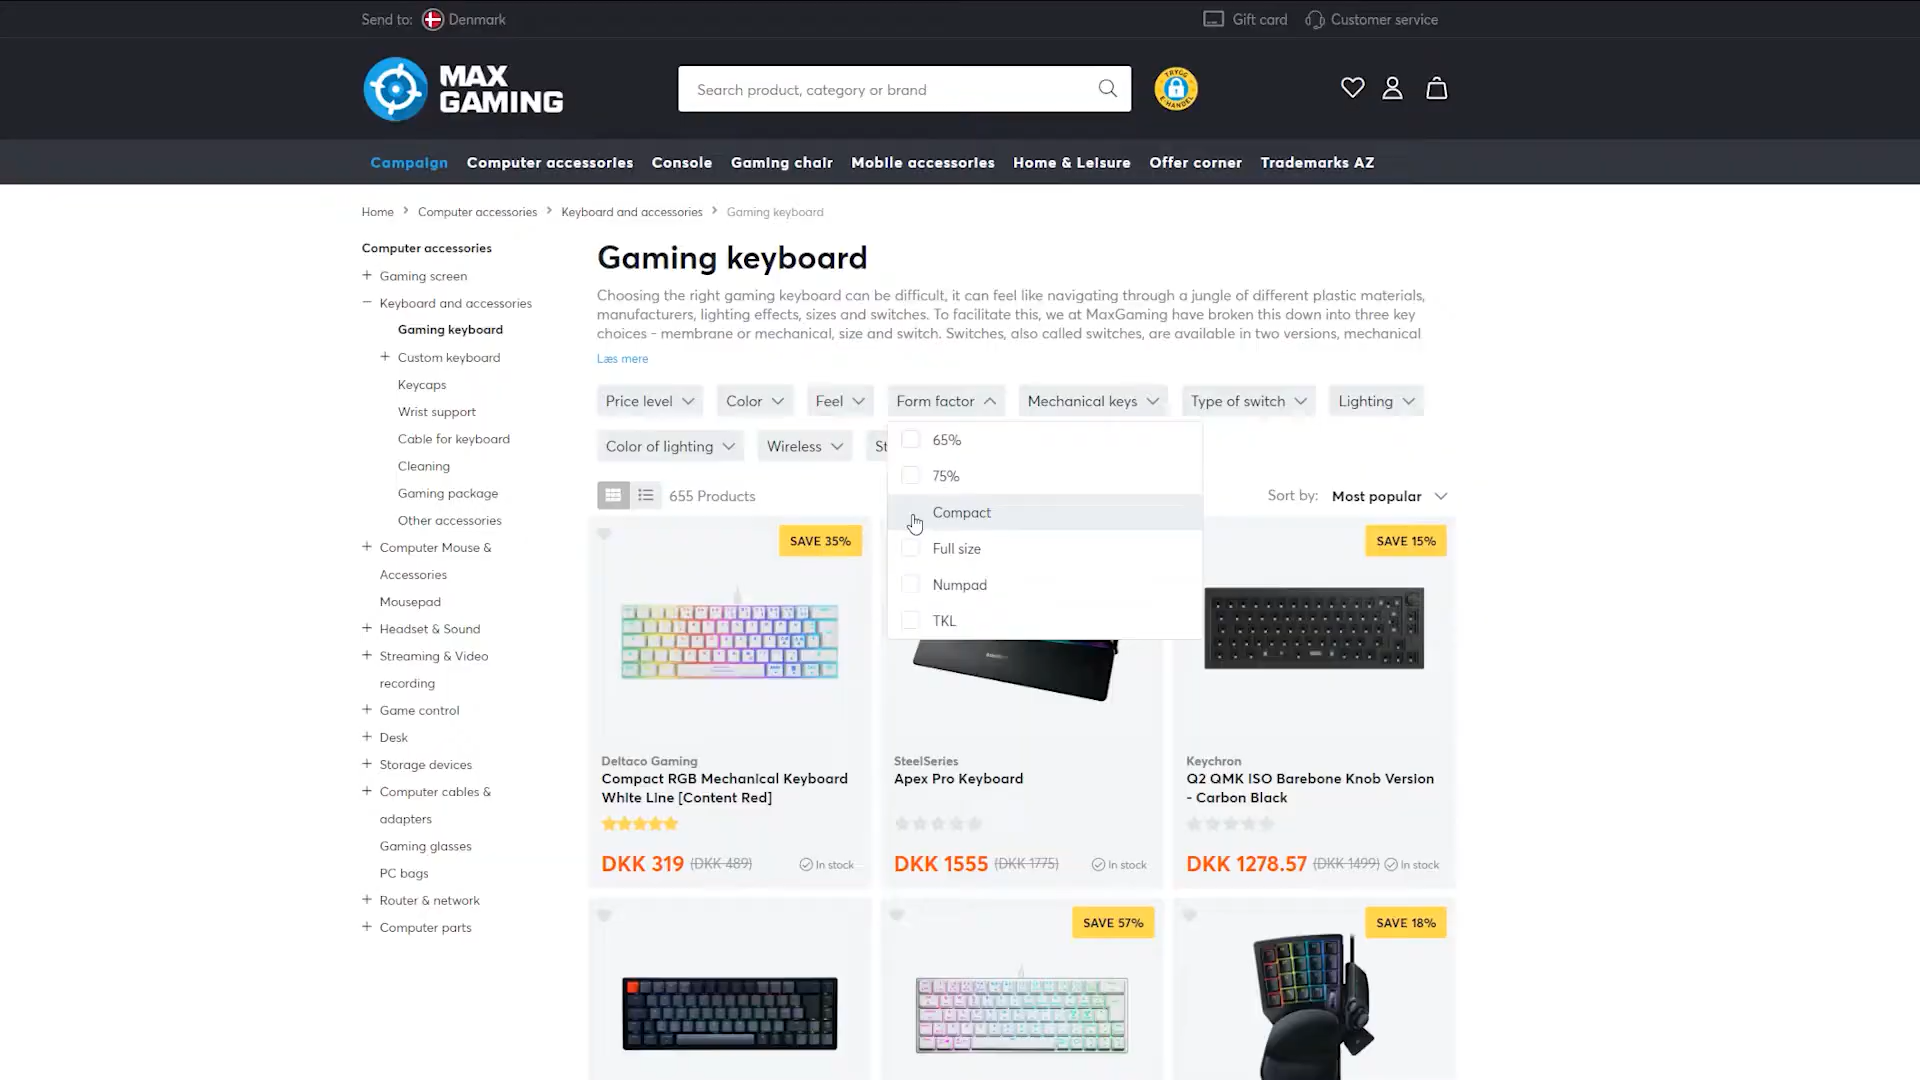 Send to: Denmark
Gift card
Customer service
MAX
GAMING
Search product, category or brand
TRYGG
E-HANDEL
Campaign
Computer accessories
Console
Gaming chair
Mobile accessories
Home & Leisure
Offer corner
Trademarks AZ
Home
Computer accessories
Keyboard and accessories
Gaming keyboard
Computer accessories
Gaming screen
Keyboard and accessories
Gaming keyboard
Custom keyboard
Keycaps
Wrist support
Cable for keyboard
Cleaning
Gaming package
Other accessories
Computer Mouse &
Accessories
Mousepad
Headset & Sound
Streaming & Video
recording
Game control
Desk
Storage devices
Computer cables &
adapters
Gaming glasses
PC bags
Router & network
Computer parts
Gaming keyboard
Choosing the right gaming keyboard can be difficult, it can feel like navigating through a jungle of different plastic materials,
manufacturers, lighting effects, sizes and switches. To facilitate this, we at MaxGaming have broken this down into three key
choices - membrane or mechanical, size and switch. Switches, also called switches, are available in two versions, mechanical
Læs mere
Price level
Color
Feel
Form factor
Mechanical keys
Type of switch
Lighting
Color of lighting
Wireless
St
65%
75%
Compact
Full size
Numpad
TKL
655 Products
Sort by: Most popular
SAVE 35%
Deltaco Gaming
Compact RGB Mechanical Keyboard
White Line [Content Red]
DKK 319 (DKK 489)
In stock
SteelSeries
Apex Pro Keyboard
DKK 1555 (DKK 1775)
In stock
SAVE 15%
Keychron
Q2 QMK ISO Barebone Knob Version
- Carbon Black
DKK 1278.57 (DKK 1499)
In stock
SAVE 57%
SAVE 18%